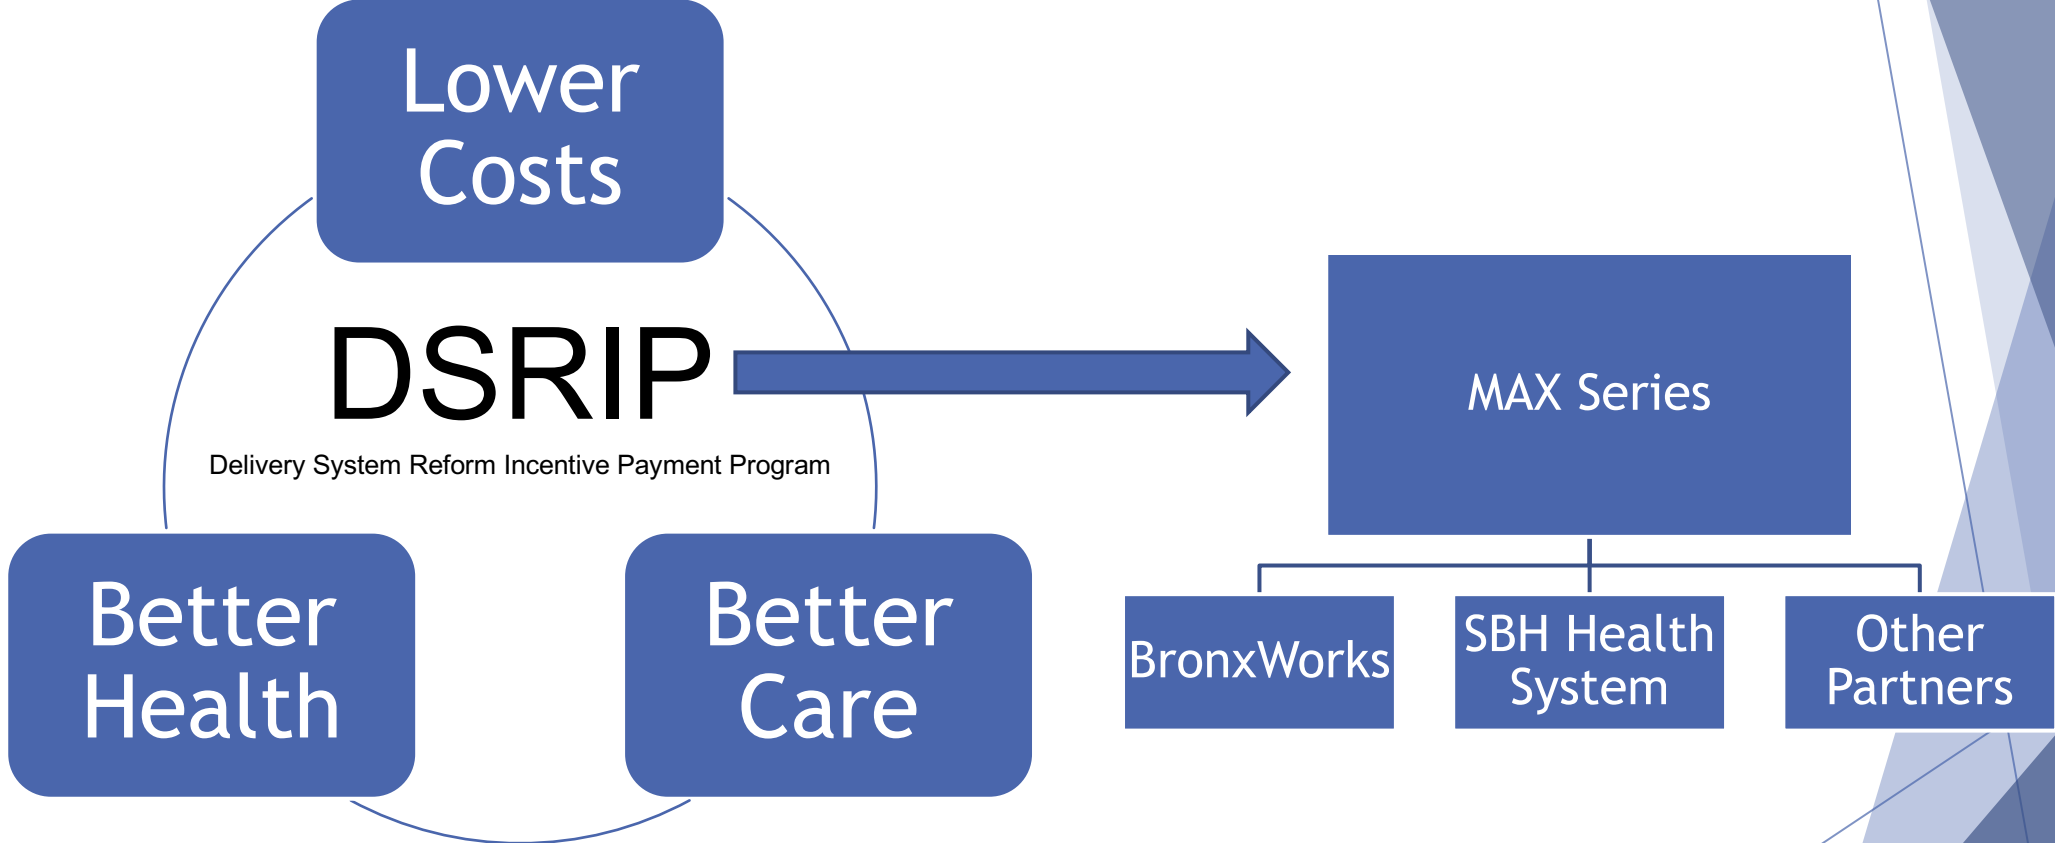 Lower
Costs
DSRIP
Delivery System Reform Incentive Payment Program
Better
Health
Better
Care
MAX Series
BronxWorks
SBH Health
System
Other
Partners